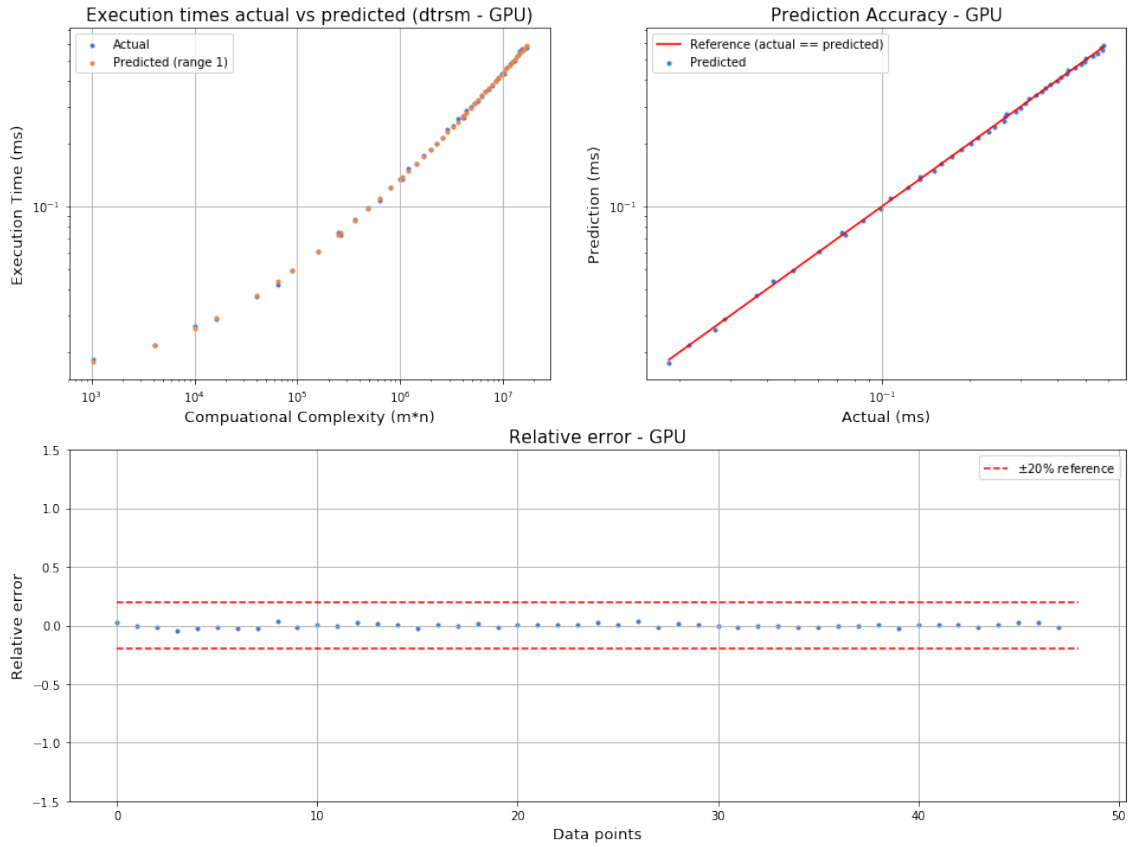 Execution times actual vs predicted (dtrsm - GPU)
Actual
Predicted (range 1)
10⁻¹
Execution Time (ms)
10³
10⁴
10⁵
10⁶
10⁷
Compuational Complexity (m*n)
Prediction Accuracy - GPU
Reference (actual == predicted)
Predicted
10⁻¹
Prediction (ms)
10⁻¹
Actual (ms)
Relative error - GPU
±20% reference
1.5
1.0
0.5
0.0
−0.5
−1.0
−1.5
Relative error
0
10
20
30
40
50
Data points